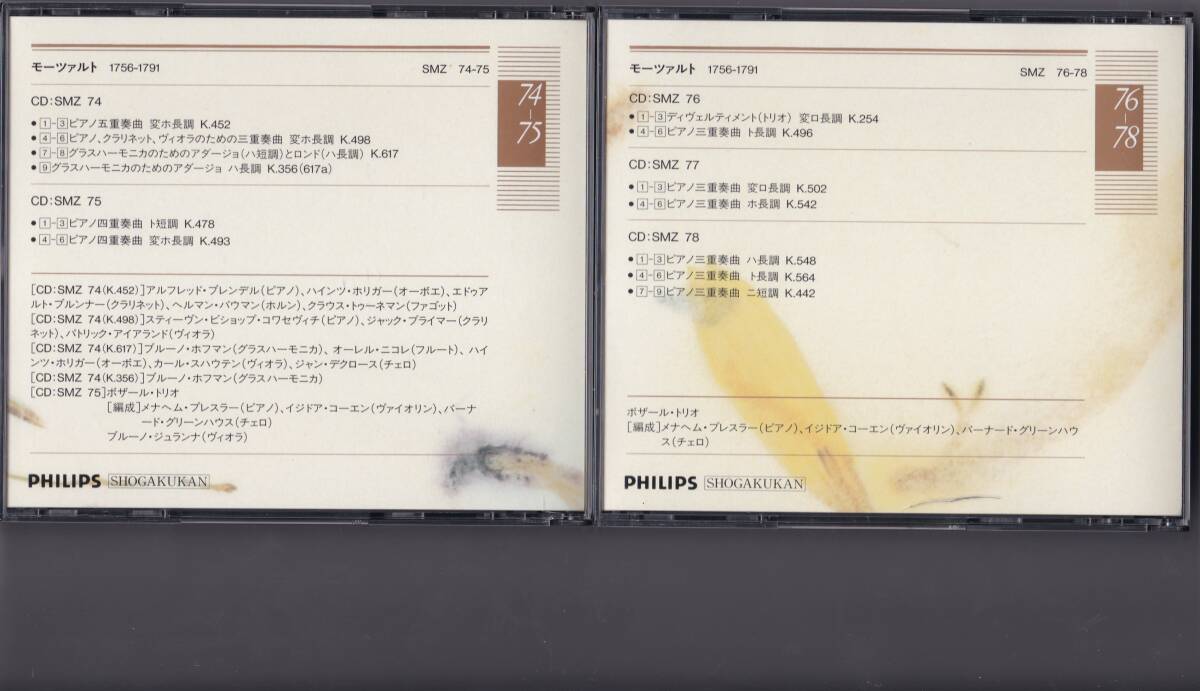 モーツァルト 1756-1791
SMZ 74-75
74-75
CD:SMZ 74
●1-3ピアノ五重奏曲 変ホ長調 K.452
●4-6ピアノ、クラリネット、ヴィオラのための三重奏曲 変ホ長調 K.498
●7-8グラスハーモニカのためのアダージョ(ハ短調)とロンド(ハ長調) K.617
●9グラスハーモニカのためのアダージョ ハ長調 K.356(617a)
CD:SMZ 75
●1-3ピアノ四重奏曲 ト短調 K.478
●4-6ピアノ四重奏曲 変ホ長調 K.493
[CD:SMZ 74(K.452)]アルフレッド・ブレンデル(ピアノ)、ハインツ・ホリガー(オーボエ)、エドゥア
ルト・ブルンナー(クラリネット)、ヘルマン・バウマン(ホルン)、クラウス・トゥーネマン(ファゴット)
[CD:SMZ 74(K.498)]スティーヴン・ビショップ・コワセヴィチ(ピアノ)、ジャック・ブライマー(クラリ
ネット)、パトリック・アイアランド(ヴィオラ)
[CD:SMZ 74(K.617)]ブルーノ・ホフマン(グラスハーモニカ)、オーレル・ニコレ(フルート)、ハイ
ンツ・ホリガー(オーボエ)、カール・スハウテン(ヴィオラ)、ジャン・デクロース(チェロ)
[CD:SMZ 74(K.356)]ブルーノ・ホフマン(グラスハーモニカ)
[CD:SMZ 75]ボザール・トリオ
[編成]メナヘム・プレスラー(ピアノ)、イジドア・コーエン(ヴァイオリン)、バーナ
ード・グリーンハウス(チェロ)
ブルーノ・ジュランナ(ヴィオラ)
PHILIPS SHOGAKUKAN
モーツァルト 1756-1791
SMZ 76-78
76-78
CD:SMZ 76
●1-3ディヴェルティメント(トリオ) 変ロ長調 K.254
●4-6ピアノ三重奏曲 ト長調 K.496
CD:SMZ 77
●1-3ピアノ三重奏曲 変ロ長調 K.502
●4-6ピアノ三重奏曲 ホ長調 K.542
CD:SMZ 78
●1-3ピアノ三重奏曲 ハ長調 K.548
●4-6ピアノ三重奏曲 ト長調 K.564
●7-9ピアノ三重奏曲 ニ短調 K.442
ボザール・トリオ
[編成]メナヘム・プレスラー(ピアノ)、イジドア・コーエン(ヴァイオリン)、バーナード・グリーンハウ
ス(チェロ)
PHILIPS SHOGAKUKAN